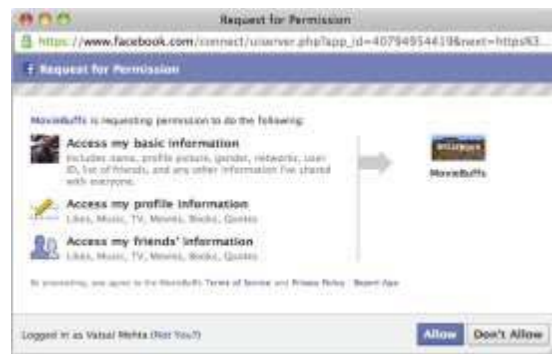 Request for Permission
https://www.facebook.com/connect/uiserver.php?app_id=40794954419&next=https%3...
f Request for Permission
MovieBuffs is requesting permission to do the following:
Access my basic information
Includes name, profile picture, gender, networks, user
ID, list of friends, and any other information I've shared
with everyone.
MovieBuffs
Access my profile information
Likes, Music, TV, Movies, Books, Quotes
Access my friends' information
Likes, Music, TV, Movies, Books, Quotes
By proceeding, you agree to the MovieBuffs Terms of Service and Privacy Policy · Report App
Logged in as Vatsal Mehta (Not You?)
Allow
Don't Allow